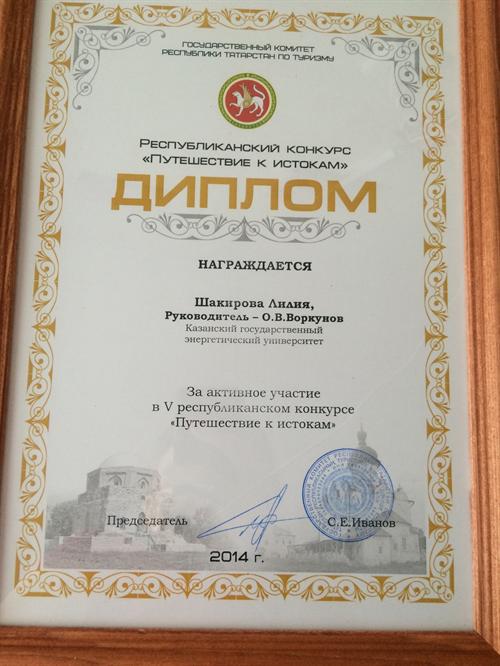 ГОСУДАРСТВЕННЫЙ КОМИТЕТ
РЕСПУБЛИКИ ТАТАРСТАН ПО ТУРИЗМУ
РЕСПУБЛИКАНСКИЙ КОНКУРС
«ПУТЕШЕСТВИЕ К ИСТОКАМ»
ДИПЛОМ
НАГРАЖДАЕТСЯ
Шакирова Лилия,
Руководитель – О.В.Воркунов
Казанский государственный
энергетический университет
За активное участие
в V республиканском конкурсе
«Путешествие к истокам»
Председатель
С.Е.Иванов
2014 г.